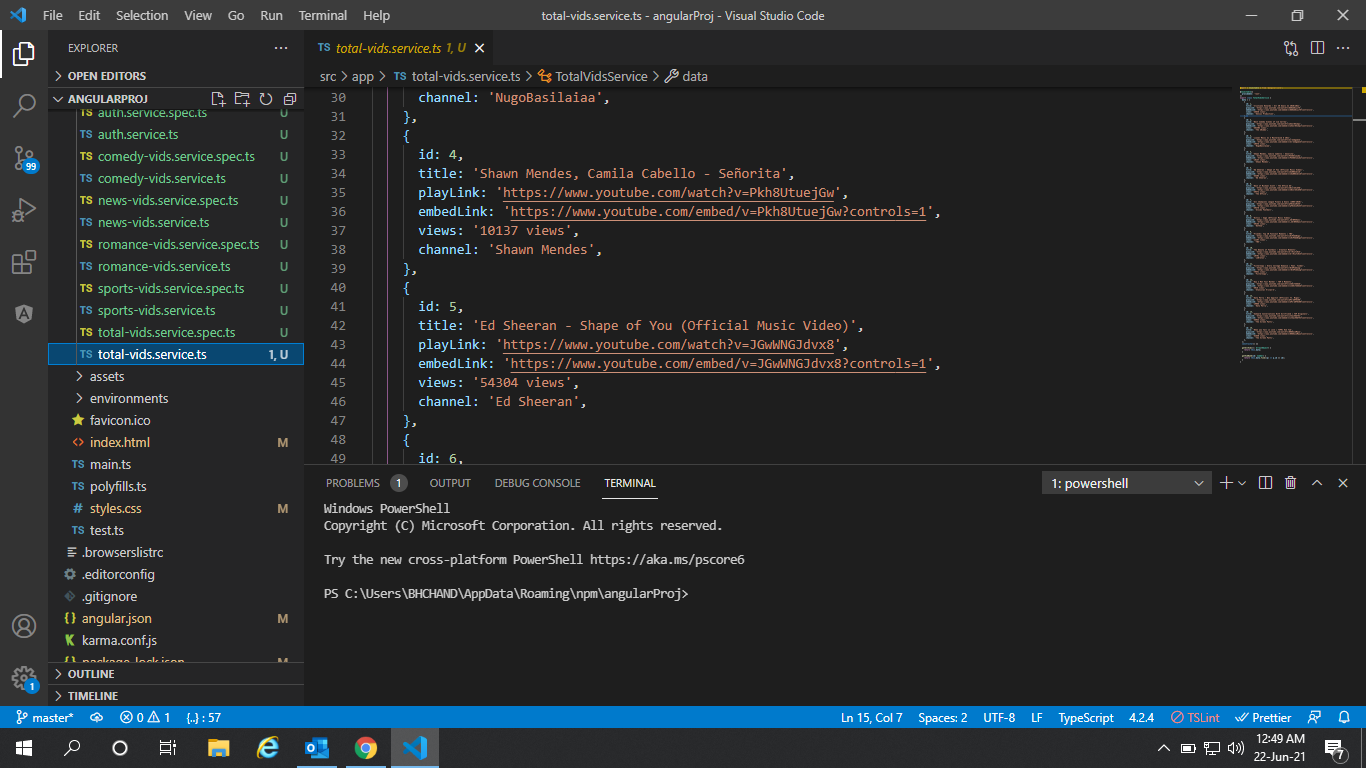 File Edit Selection View Go Run Terminal Help total-vids.service.ts - angularProj - Visual Studio Code
EXPLORER
OPEN EDITORS
ANGULARPROJ
auth.service.spec.ts U
TS auth.service.ts U
TS comedy-vids.service.spec.ts U
TS comedy-vids.service.ts U
TS news-vids.service.spec.ts U
TS news-vids.service.ts U
TS romance-vids.service.spec.ts U
TS romance-vids.service.ts U
TS sports-vids.service.spec.ts U
TS sports-vids.service.ts U
TS total-vids.service.spec.ts U
TS total-vids.service.ts 1, U
assets
environments
favicon.ico
index.html M
TS main.ts
TS polyfills.ts
# styles.css M
TS test.ts
.browserslistrc
.editorconfig
.gitignore
{} angular.json M
karma.conf.js
{} package-lock.json M
OUTLINE
TIMELINE
99
1
TS total-vids.service.ts 1, U
src > app > TS total-vids.service.ts > TotalVidsService > data
30 channel: 'NugoBasilaiaa',
31 },
32 {
33 id: 4,
34 title: 'Shawn Mendes, Camila Cabello - Señorita',
35 playLink: 'https://www.youtube.com/watch?v=Pkh8UtuejGw',
36 embedLink: 'https://www.youtube.com/embed/v=Pkh8UtuejGw?controls=1',
37 views: '10137 views',
38 channel: 'Shawn Mendes',
39 },
40 {
41 id: 5,
42 title: 'Ed Sheeran - Shape of You (Official Music Video)',
43 playLink: 'https://www.youtube.com/watch?v=JGwWNGJdvx8',
44 embedLink: 'https://www.youtube.com/embed/v=JGwWNGJdvx8?controls=1',
45 views: '54304 views',
46 channel: 'Ed Sheeran',
47 },
48 {
49 id: 6,
PROBLEMS 1 OUTPUT DEBUG CONSOLE TERMINAL 1: powershell
Windows PowerShell
Copyright (C) Microsoft Corporation. All rights reserved.
Try the new cross-platform PowerShell https://aka.ms/pscore6
PS C:\Users\BHCHAND\AppData\Roaming\npm\angularProj>
master* 0 1 {..} : 57 Ln 15, Col 7 Spaces: 2 UTF-8 LF TypeScript 4.2.4 TSLint Prettier
12:49 AM
22-Jun-21
7